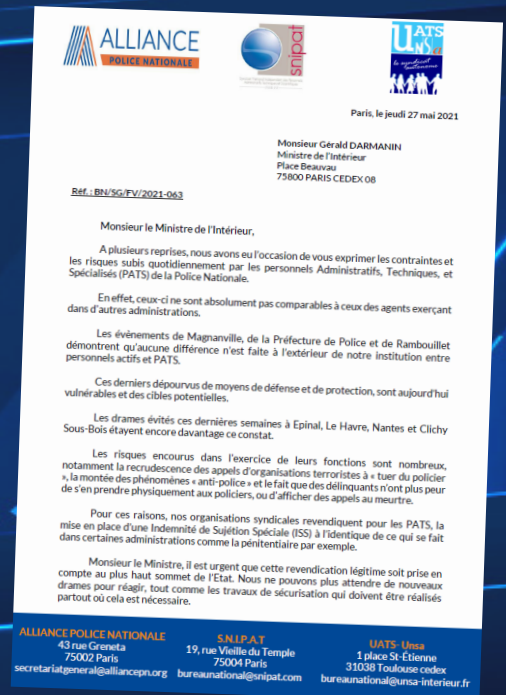 ALLIANCE
POLICE NATIONALE
snipat
UATS
UNSa
le syndicat
autonome
Paris, le jeudi 27 mai 2021
Monsieur Gérald DARMANIN
Ministre de l'Intérieur
Place Beauvau
75800 PARIS CEDEX 08
Réf. : BN/SG/FV/2021-063
Monsieur le Ministre de l'Intérieur,
A plusieurs reprises, nous avons eu l'occasion de vous exprimer les contraintes et
les risques subis quotidiennement par les personnels Administratifs, Techniques, et
Spécialisés (PATS) de la Police Nationale.
En effet, ceux-ci ne sont absolument pas comparables à ceux des agents exerçant
dans d'autres administrations.
Les évènements de Magnanville, de la Préfecture de Police et de Rambouillet
démontrent qu'aucune différence n'est faite à l'extérieur de notre institution entre
personnels actifs et PATS.
Ces derniers dépourvus de moyens de défense et de protection, sont aujourd'hui
vulnérables et des cibles potentielles.
Les drames évités ces dernières semaines à Epinal, Le Havre, Nantes et Clichy
Sous-Bois étayent encore davantage ce constat.
Les risques encourus dans l'exercice de leurs fonctions sont nombreux,
notamment la recrudescence des appels d'organisations terroristes à « tuer du policier
», la montée des phénomènes « anti-police » et le fait que des délinquants n'ont plus peur
de s'en prendre physiquement aux policiers, ou d'afficher des appels au meurtre.
Pour ces raisons, nos organisations syndicales revendiquent pour les PATS, la
mise en place d'une Indemnité de Sujétion Spéciale (ISS) à l'identique de ce qui se fait
dans certaines administrations comme la pénitentiaire par exemple.
Monsieur le Ministre, il est urgent que cette revendication légitime soit prise en
compte au plus haut sommet de l'Etat. Nous ne pouvons plus attendre de nouveaux
drames pour réagir, tout comme les travaux de sécurisation qui doivent être réalisés
partout où cela est nécessaire.
ALLIANCE POLICE NATIONALE
43 rue Greneta
75002 Paris
secretariatgeneral@alliancepn.org
S.N.I.P.A.T
19, rue Vieille du Temple
75004 Paris
bureaunational@snipat.com
UATS- Unsa
1 place St-Étienne
31038 Toulouse cedex
bureaunational@unsa-interieur.fr